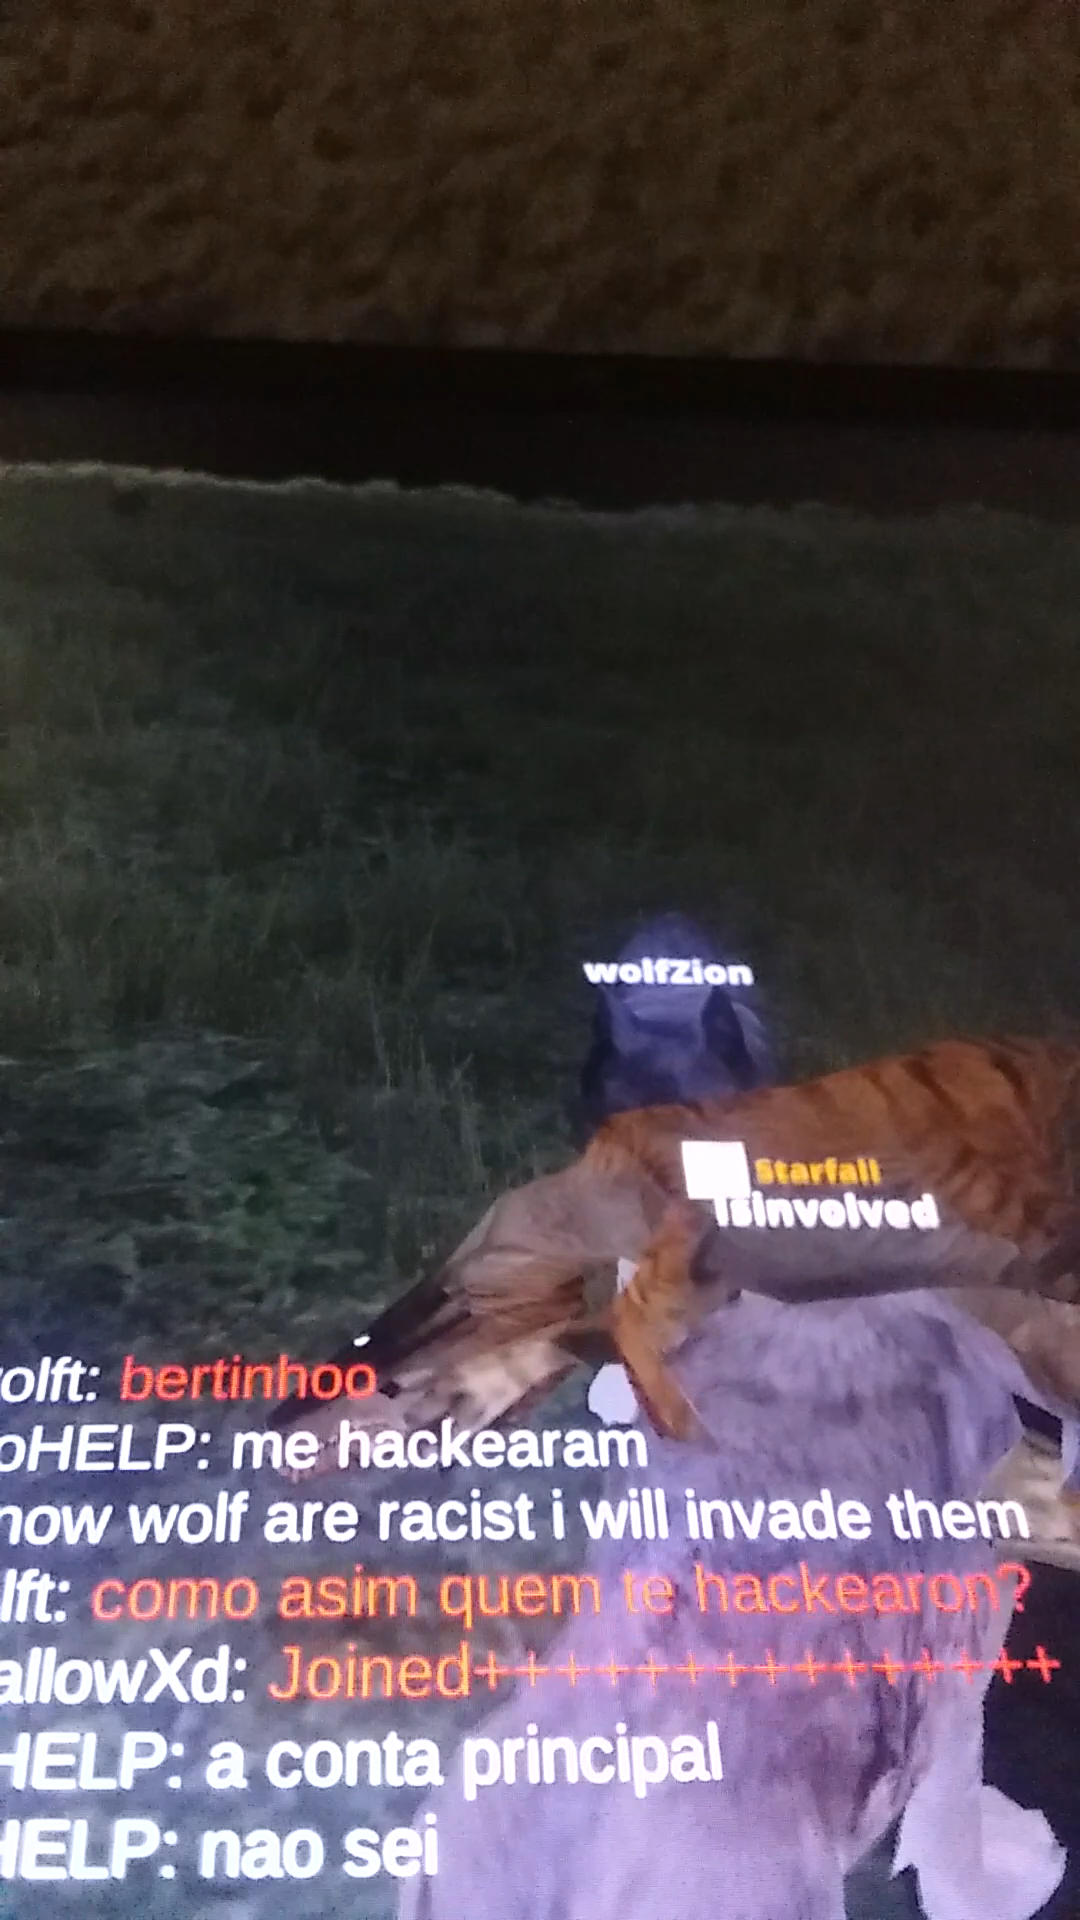 wolfZion
Starfall
Isinvolved
olft: bertinhoo
oHELP: me hackearam
now wolf are racist i will invade them
lft: como asim quem te hackearon?
allowXd: Joined+++++++++++++++
HELP: a conta principal
HELP: nao sei